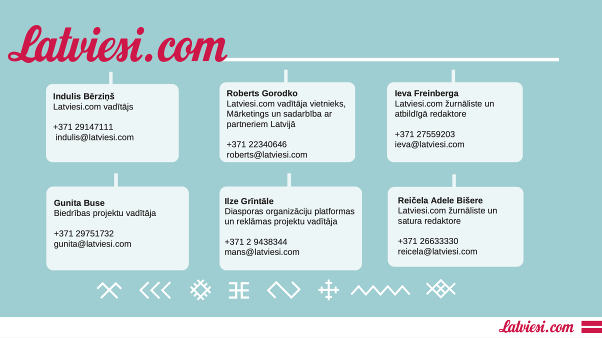 Latviesi.com
Indulis Bērziņš
Latviesi.com vadītājs
+371 29147111
indulis@latviesi.com
Roberts Gorodko
Latviesi.com vadītāja vietnieks,
Mārketings un sadarbība ar
partneriem Latvijā
+371 22340646
roberts@latviesi.com
Ieva Freinberga
Latviesi.com žurnāliste un
atbildīgā redaktore
+371 27559203
ieva@latviesi.com
Gunita Buse
Biedrības projektu vadītāja
+371 29751732
gunita@latviesi.com
Ilze Grīntāle
Diasporas organizāciju platformas
un reklāmas projektu vadītāja
+371 2 9438344
mans@latviesi.com
Reičela Adele Bišere
Latviesi.com žurnāliste un
satura redaktore
+371 26633330
reicela@latviesi.com
Latviesi.com